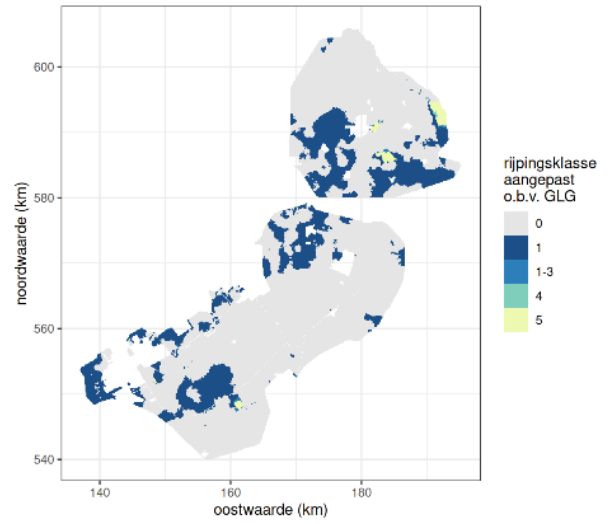 600
580
560
540
noordwaarde (km)
140
160
180
oostwaarde (km)
rijpingsklasse
aangepast
o.b.v. GLG
0
1
1-3
4
5